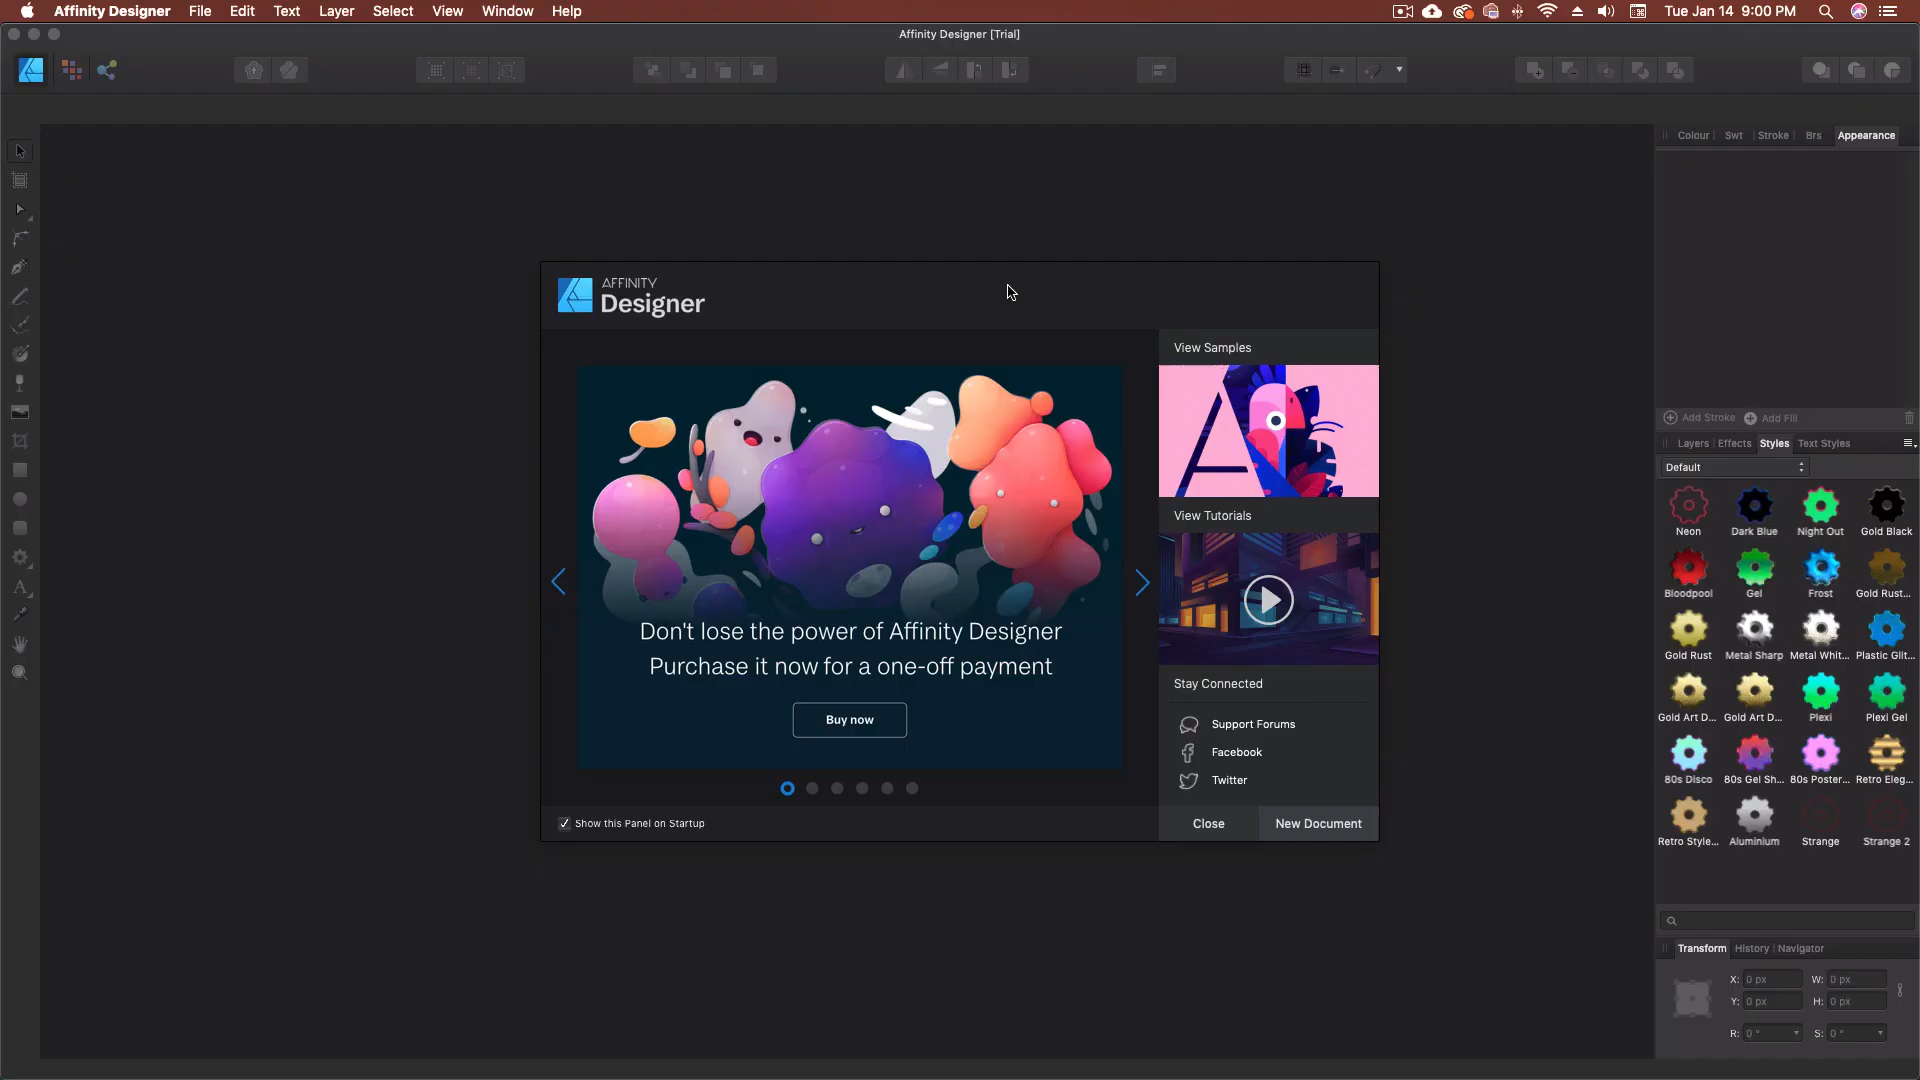 Affinity Designer File Edit Text Layer Select View Window Help Tue Jan 14 9:00 PM
Affinity Designer [Trial]
Colour Swt Stroke Brs Appearance
AFFINITY
Designer
View Samples
View Tutorials
Don't lose the power of Affinity Designer
Purchase it now for a one-off payment
Buy now
Stay Connected
Support Forums
Facebook
Twitter
Show this Panel on Startup
Close New Document
Add Stroke Add Fill
Layers Effects Styles Text Styles
Default
Neon Dark Blue Night Out Gold Black
Bloodpool Gel Frost Gold Rust...
Gold Rust Metal Sharp Metal Whit... Plastic Glit...
Gold Art D... Gold Art D... Plexi Plexi Gel
80s Disco 80s Gel Sh... 80s Poster... Retro Eleg...
Retro Style... Aluminium Strange Strange 2
Transform History Navigator
X: 0 px W: 0 px
Y: 0 px H: 0 px
R: 0 ° S: 0 °